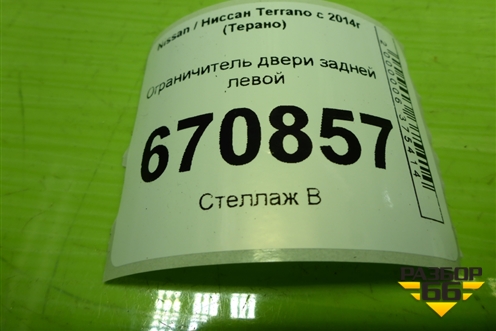 Nissan / Ниссан Terrano с 2014г
(Терано)
Ограничитель двери задней
левой
670857
Стеллаж В
РАЗБОР
66